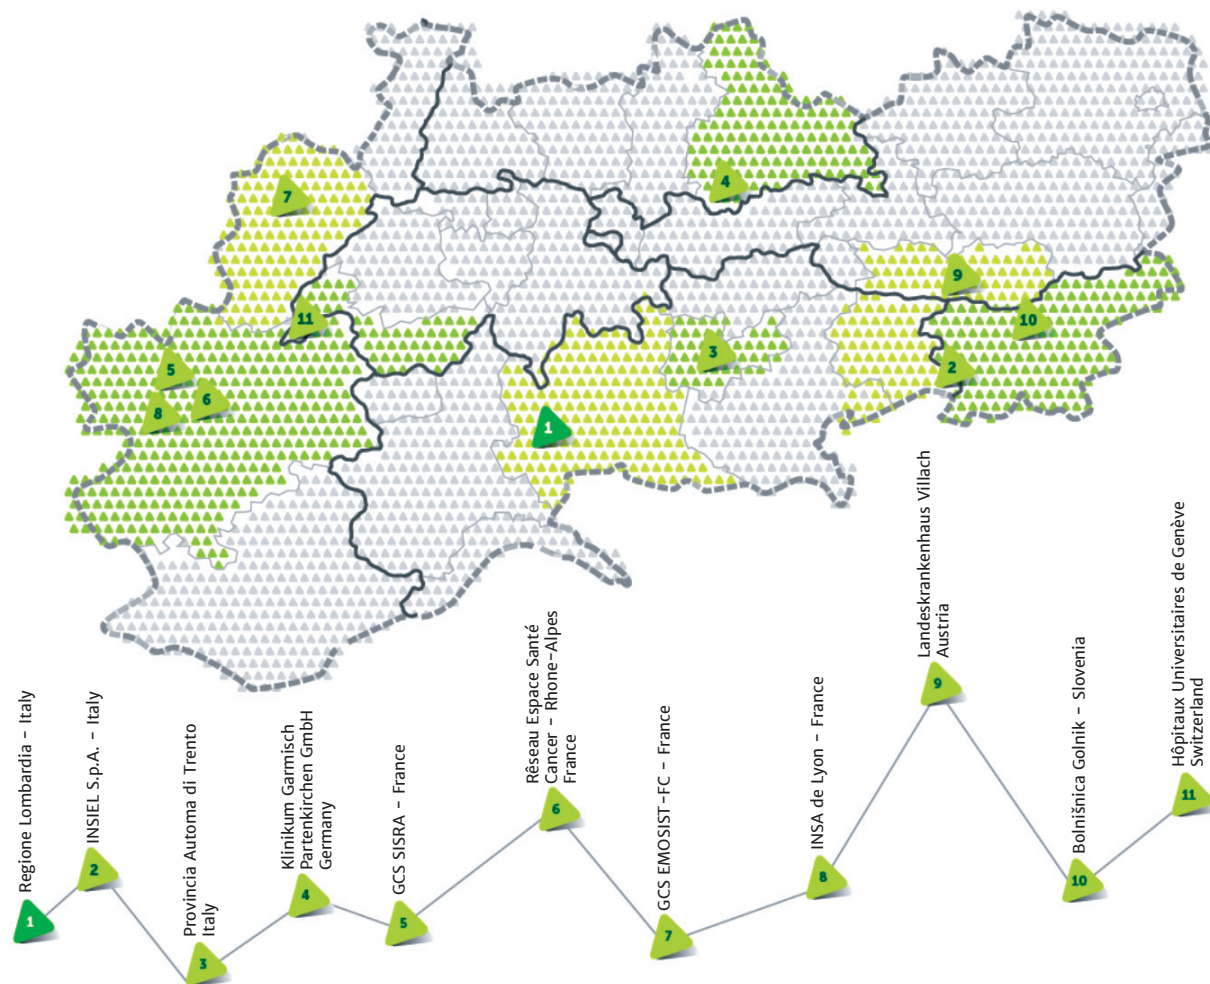 7
4
9
11
10
5
3
2
6
8
1
Regione Lombardia – Italy
INSIEL S.p.A. – Italy
Provincia Automa di Trento
Italy
Klinikum Garmisch
Partenkirchen GmbH
Germany
GCS SISRA – France
Rêseau Espace Santé
Cancer – Rhone-Alpes
France
GCS EMOSIST-FC – France
INSA de Lyon – France
Landeskrankenhaus Villach
Austria
Bolnišnica Golnik – Slovenia
Hôpitaux Universitaires de Genève
Switzerland
1
2
3
4
5
6
7
8
9
10
11